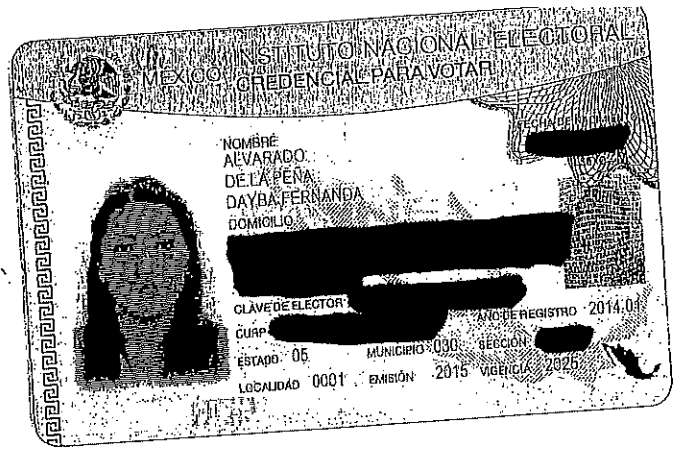 MÉXICO INSTITUTO NACIONAL ELECTORAL
CREDENCIAL PARA VOTAR
NOMBRE
ALVARADO
DE LA PEÑA
DAYBA FERNANDA
DOMICILIO
CLAVE DE ELECTOR
AÑO DE REGISTRO 2014 01
CURP
ESTADO 05 MUNICIPIO 030 SECCIÓN
LOCALIDAD 0001 EMISIÓN 2015 VIGENCIA 2025